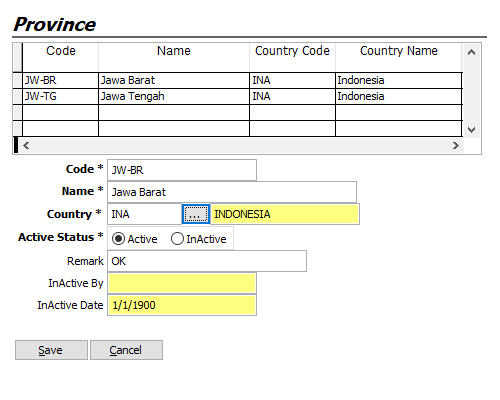 Province
Code Name Country Code Country Name
JW-BR Jawa Barat INA Indonesia
JW-TG Jawa Tengah INA Indonesia
Code * JW-BR
Name * Jawa Barat
Country * INA ... INDONESIA
Active Status * Active InActive
Remark OK
InActive By
InActive Date 1/1/1900
Save Cancel